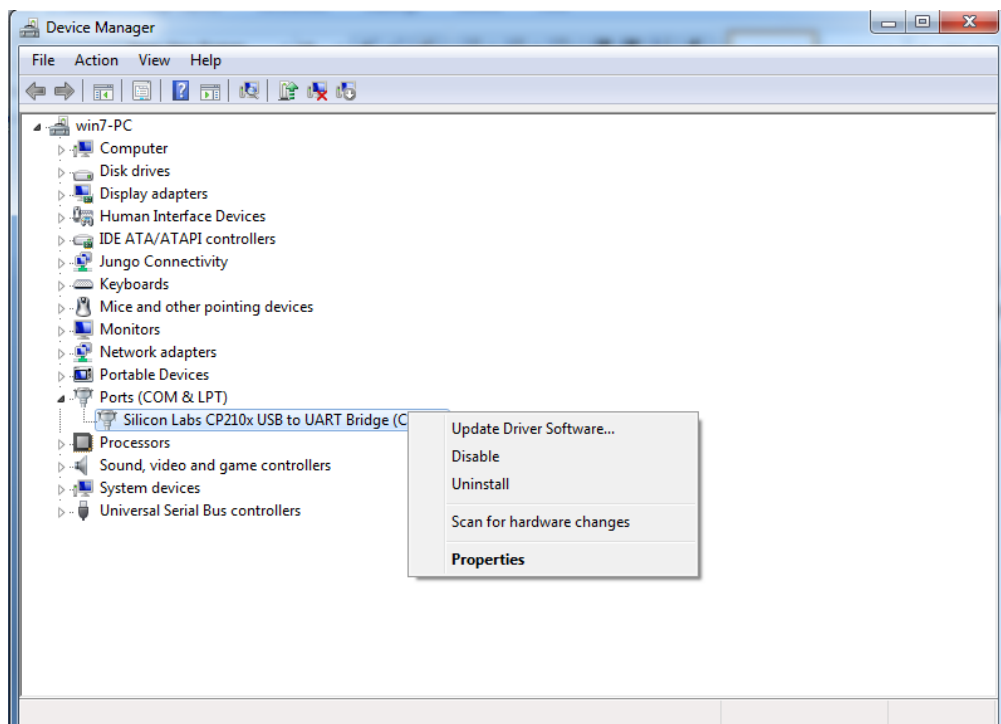 Device Manager
File Action View Help
win7-PC
Computer
Disk drives
Display adapters
Human Interface Devices
IDE ATA/ATAPI controllers
Jungo Connectivity
Keyboards
Mice and other pointing devices
Monitors
Network adapters
Portable Devices
Ports (COM & LPT)
Silicon Labs CP210x USB to UART Bridge (C
Processors
Sound, video and game controllers
System devices
Universal Serial Bus controllers
Update Driver Software...
Disable
Uninstall
Scan for hardware changes
Properties